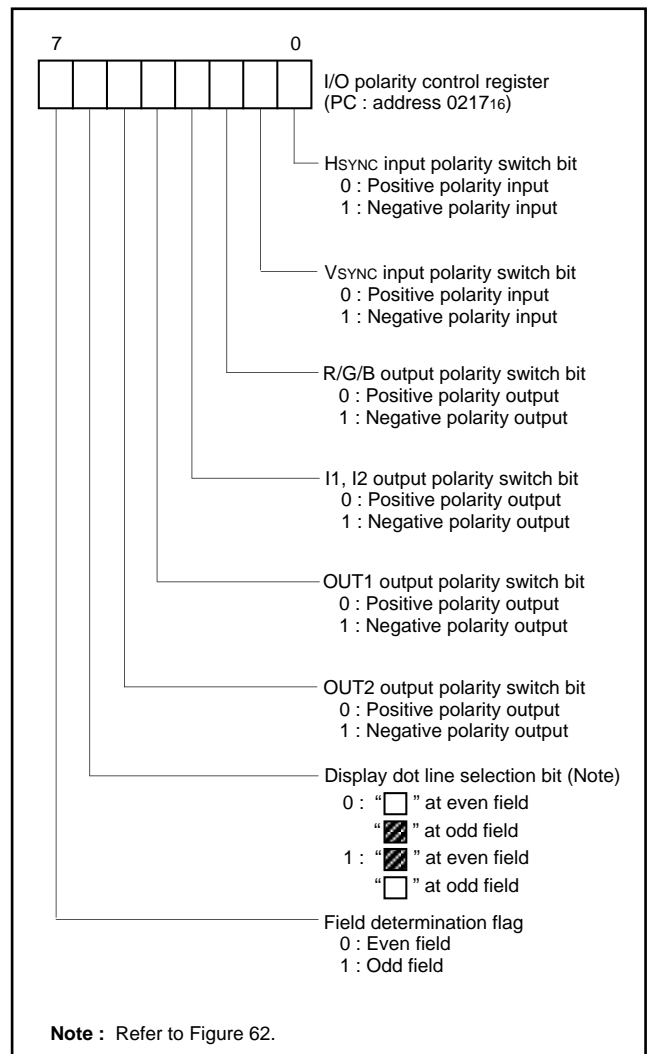 7 0
I/O polarity control register
(PC : address 021716)
HSYNC input polarity switch bit
0 : Positive polarity input
1 : Negative polarity input
VSYNC input polarity switch bit
0 : Positive polarity input
1 : Negative polarity input
R/G/B output polarity switch bit
0 : Positive polarity output
1 : Negative polarity output
I1, I2 output polarity switch bit
0 : Positive polarity output
1 : Negative polarity output
OUT1 output polarity switch bit
0 : Positive polarity output
1 : Negative polarity output
OUT2 output polarity switch bit
0 : Positive polarity output
1 : Negative polarity output
Display dot line selection bit (Note)
0 : “ ” at even field
“ ” at odd field
1 : “ ” at even field
“ ” at odd field
Field determination flag
0 : Even field
1 : Odd field
Note : Refer to Figure 62.